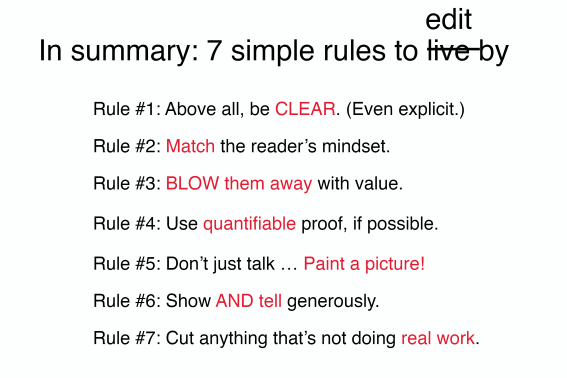 edit
In summary: 7 simple rules to live by
Rule #1: Above all, be CLEAR. (Even explicit.)
Rule #2: Match the reader’s mindset.
Rule #3: BLOW them away with value.
Rule #4: Use quantifiable proof, if possible.
Rule #5: Don’t just talk … Paint a picture!
Rule #6: Show AND tell generously.
Rule #7: Cut anything that’s not doing real work.